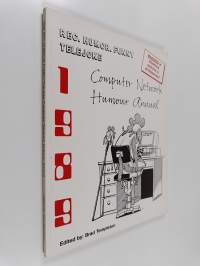 REC. HUMOR. FUNNY
TELEJOKE
Computer Network
Humour Annual
1
9
8
9
Edited by: Brad Templeton